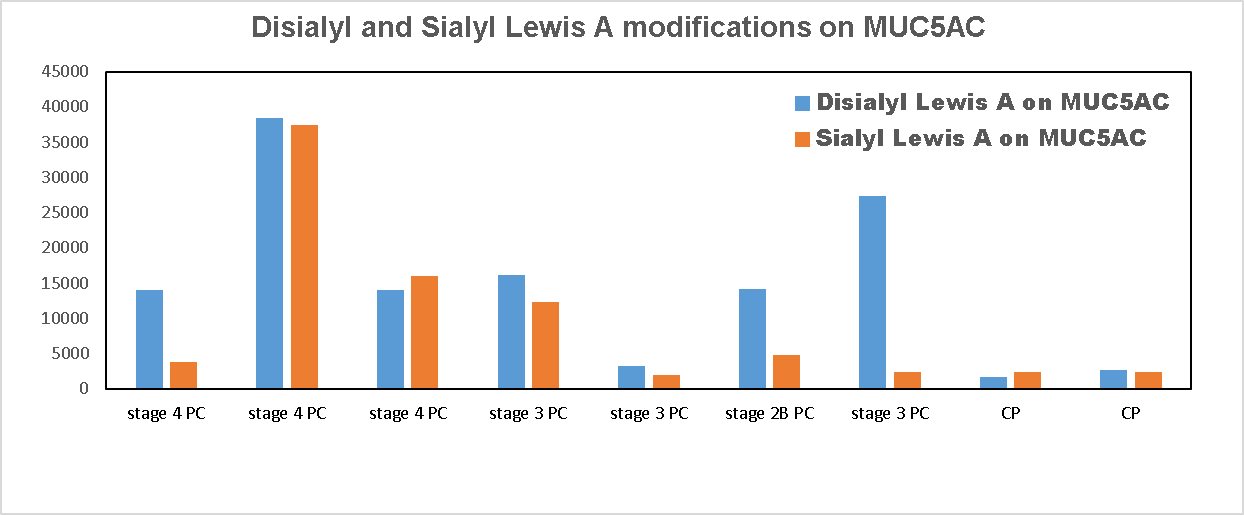 Disialyl and Sialyl Lewis A modifications on MUC5AC
45000
40000
35000
30000
25000
20000
15000
10000
5000
0
Disialyl Lewis A on MUC5AC
Sialyl Lewis A on MUC5AC
stage 4 PC stage 4 PC stage 4 PC stage 3 PC stage 3 PC stage 2B PC stage 3 PC CP CP